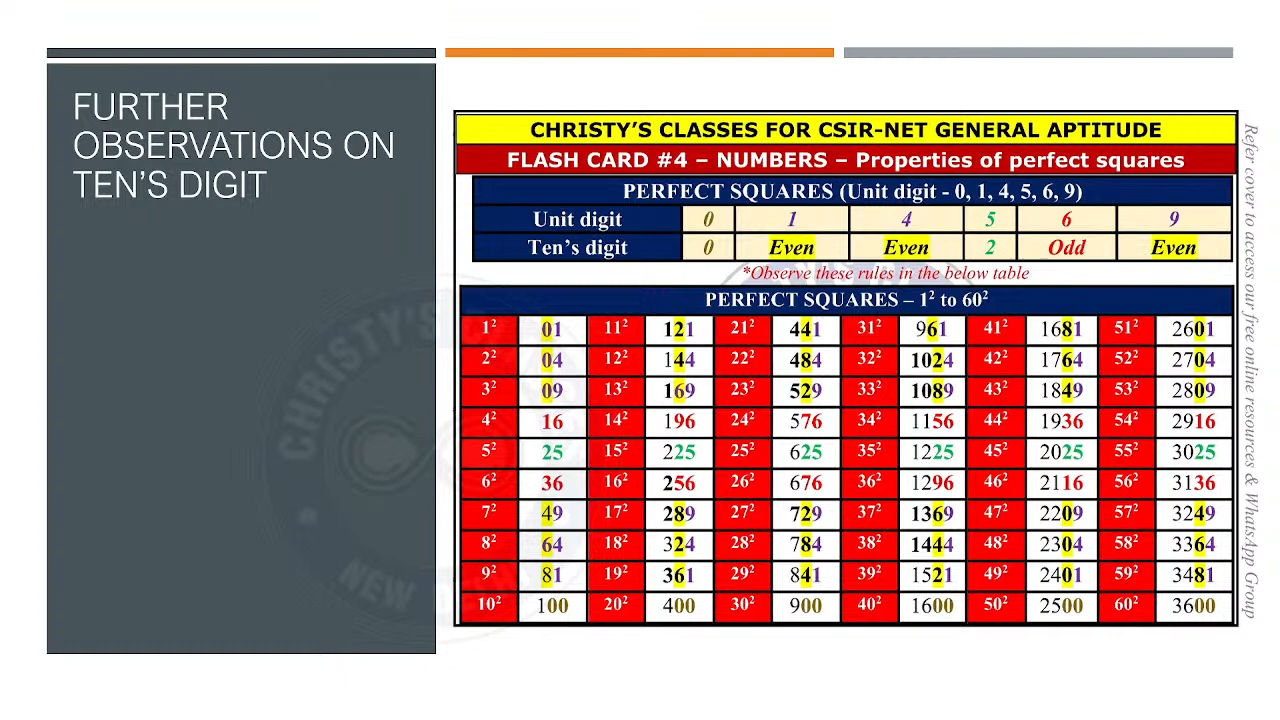 FURTHER
OBSERVATIONS ON
TEN'S DIGIT
CHRISTY'S CLASSES FOR CSIR-NET GENERAL APTITUDE
FLASH CARD #4 – NUMBERS – Properties of perfect squares
PERFECT SQUARES (Unit digit - 0, 1, 4, 5, 6, 9)
Unit digit 0 1 4 5 6 9
Ten's digit 0 Even Even 2 Odd Even
*Observe these rules in the below table
PERFECT SQUARES – 1² to 60²
1² 01 11² 121 21² 441 31² 961 41² 1681 51² 2601
2² 04 12² 144 22² 484 32² 1024 42² 1764 52² 2704
3² 09 13² 169 23² 529 33² 1089 43² 1849 53² 2809
4² 16 14² 196 24² 576 34² 1156 44² 1936 54² 2916
5² 25 15² 225 25² 625 35² 1225 45² 2025 55² 3025
6² 36 16² 256 26² 676 36² 1296 46² 2116 56² 3136
7² 49 17² 289 27² 729 37² 1369 47² 2209 57² 3249
8² 64 18² 324 28² 784 38² 1444 48² 2304 58² 3364
9² 81 19² 361 29² 841 39² 1521 49² 2401 59² 3481
10² 100 20² 400 30² 900 40² 1600 50² 2500 60² 3600
Refer cover to access our free online resources & WhatsApp Group
CHRISTY'S